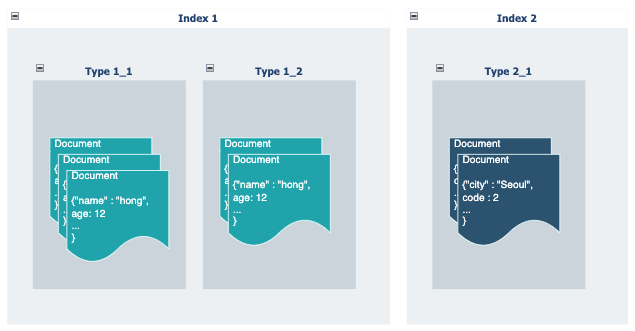 Index 1
Type 1_1
Document
{
a
.
}
Document
{
a
..
}
Document
{"name" : "hong",
age: 12
...
}
Type 1_2
Document
{
a
..
}
Document
{"name" : "hong",
age: 12
...
}
Index 2
Type 2_1
Document
{
c
..
}
Document
{"city" : "Seoul",
code : 2
...
}